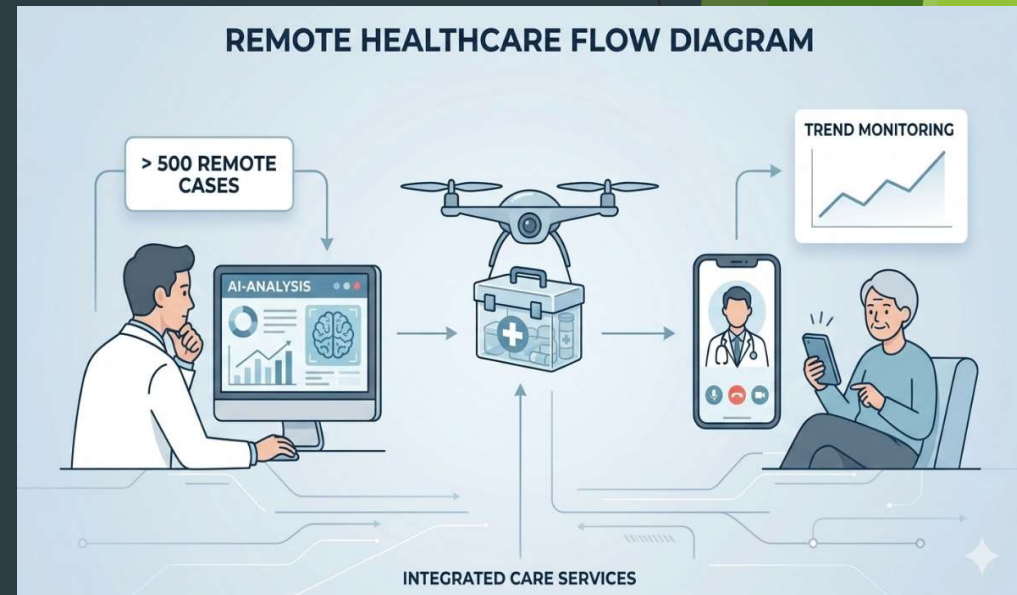 REMOTE HEALTHCARE FLOW DIAGRAM
> 500 REMOTE
CASES
AI-ANALYSIS
TREND MONITORING
INTEGRATED CARE SERVICES